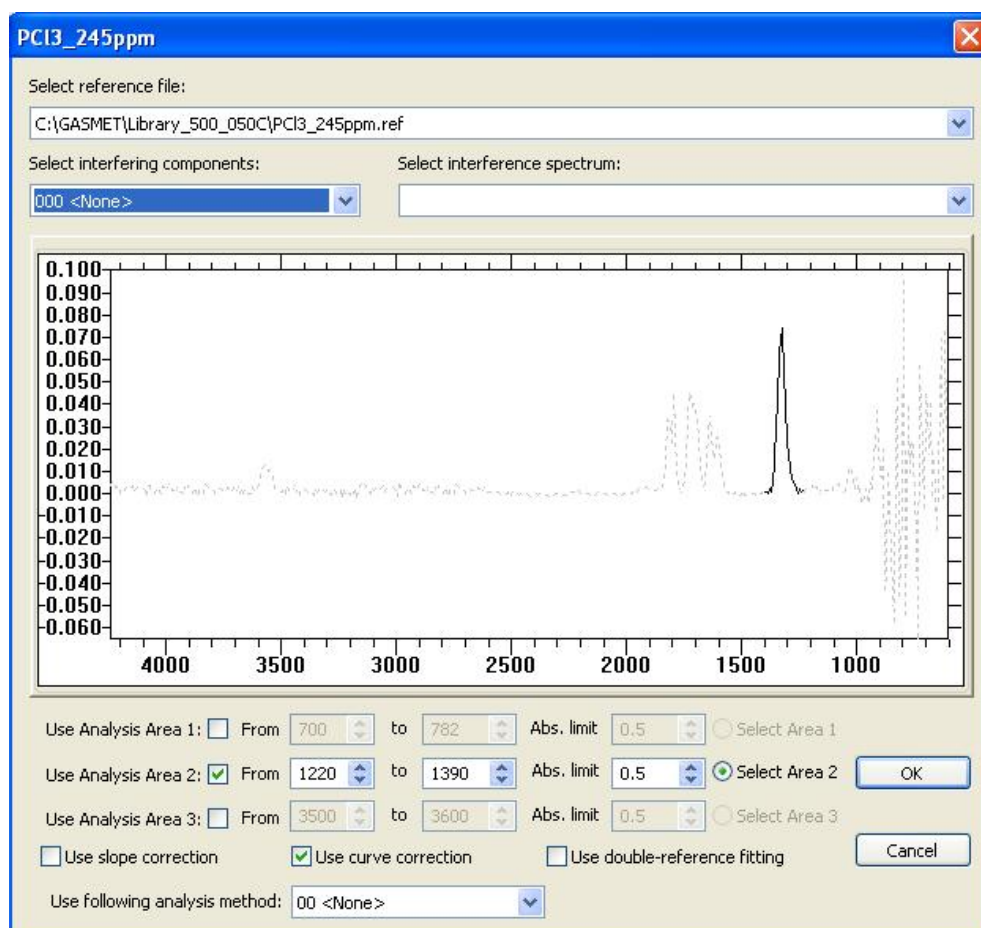 PCl3_245ppm
Select reference file:
C:\GASMET\Library_500_050C\PCl3_245ppm.ref
Select interfering components: Select interference spectrum:
000 <None>
0.100
0.090
0.080
0.070
0.060
0.050
0.040
0.030
0.020
0.010
0.000
-0.010
-0.020
-0.030
-0.040
-0.050
-0.060
4000 3500 3000 2500 2000 1500 1000
Use Analysis Area 1: From 700 to 782 Abs. limit 0.5 Select Area 1
Use Analysis Area 2: From 1220 to 1390 Abs. limit 0.5 Select Area 2 OK
Use Analysis Area 3: From 3500 to 3600 Abs. limit 0.5 Select Area 3
Use slope correction Use curve correction Use double-reference fitting Cancel
Use following analysis method: 00 <None>